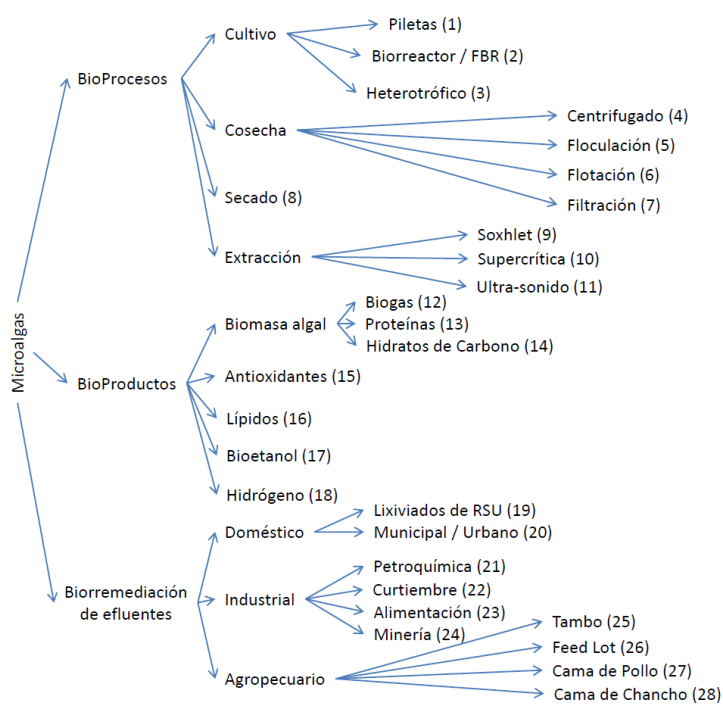 Microalgas
BioProcesos
Cultivo
Piletas (1)
Biorreactor / FBR (2)
Heterotrófico (3)
Cosecha
Centrifugado (4)
Floculación (5)
Flotación (6)
Filtración (7)
Secado (8)
Extracción
Soxhlet (9)
Supercrítica (10)
Ultra-sonido (11)
BioProductos
Biomasa algal
Biogas (12)
Proteínas (13)
Hidratos de Carbono (14)
Antioxidantes (15)
Lípidos (16)
Bioetanol (17)
Hidrógeno (18)
Biorremediación
de efluentes
Doméstico
Lixiviados de RSU (19)
Municipal / Urbano (20)
Industrial
Petroquímica (21)
Curtiembre (22)
Alimentación (23)
Minería (24)
Agropecuario
Tambo (25)
Feed Lot (26)
Cama de Pollo (27)
Cama de Chancho (28)